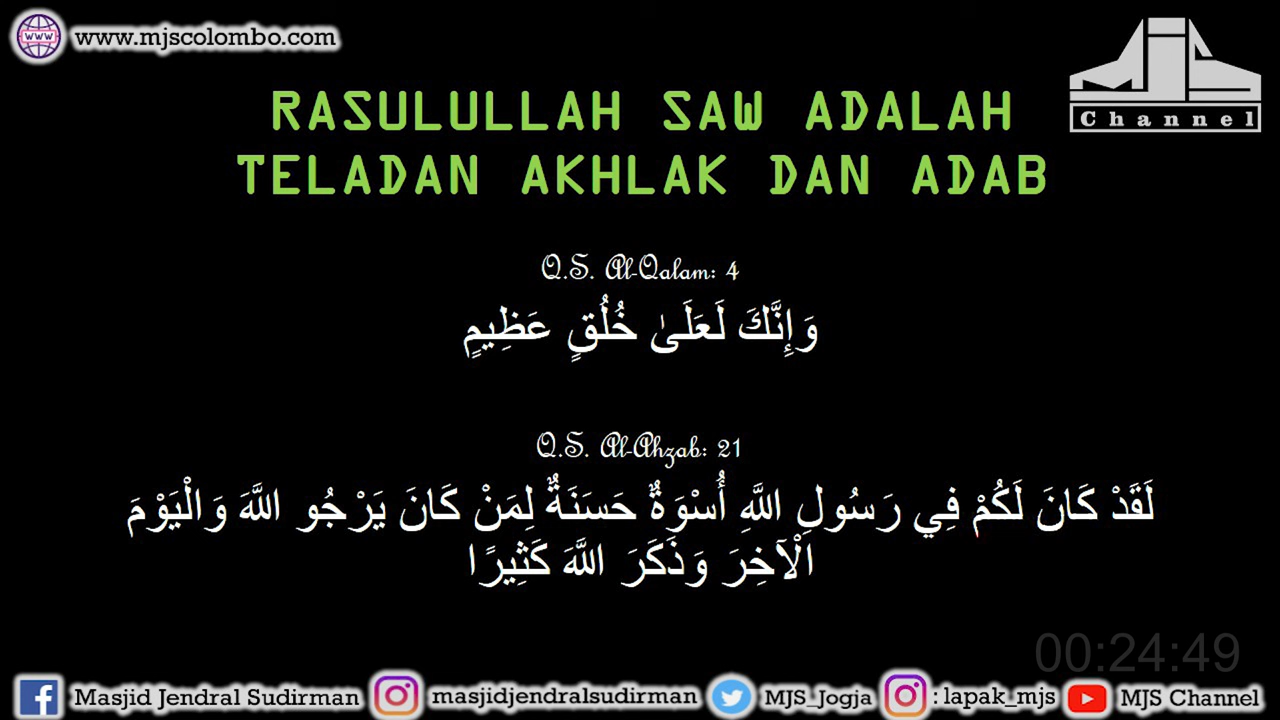 www.mjscolombo.com
MJS
Channel
RASULULLAH SAW ADALAH
TELADAN AKHLAK DAN ADAB
Q.S. Al-Qalam: 4
وَإِنَّكَ لَعَلَىٰ خُلُقٍ عَظِيمٍ
Q.S. Al-Ahzab: 21
لَقَدْ كَانَ لَكُمْ فِي رَسُولِ اللَّهِ أُسْوَةٌ حَسَنَةٌ لِمَنْ كَانَ يَرْجُو اللَّهَ وَالْيَوْمَ
الْآخِرَ وَذَكَرَ اللَّهَ كَثِيرًا
00:24:49
Masjid Jendral Sudirman masjidjendralsudirman MJS_Jogja : lapak_mjs MJS Channel